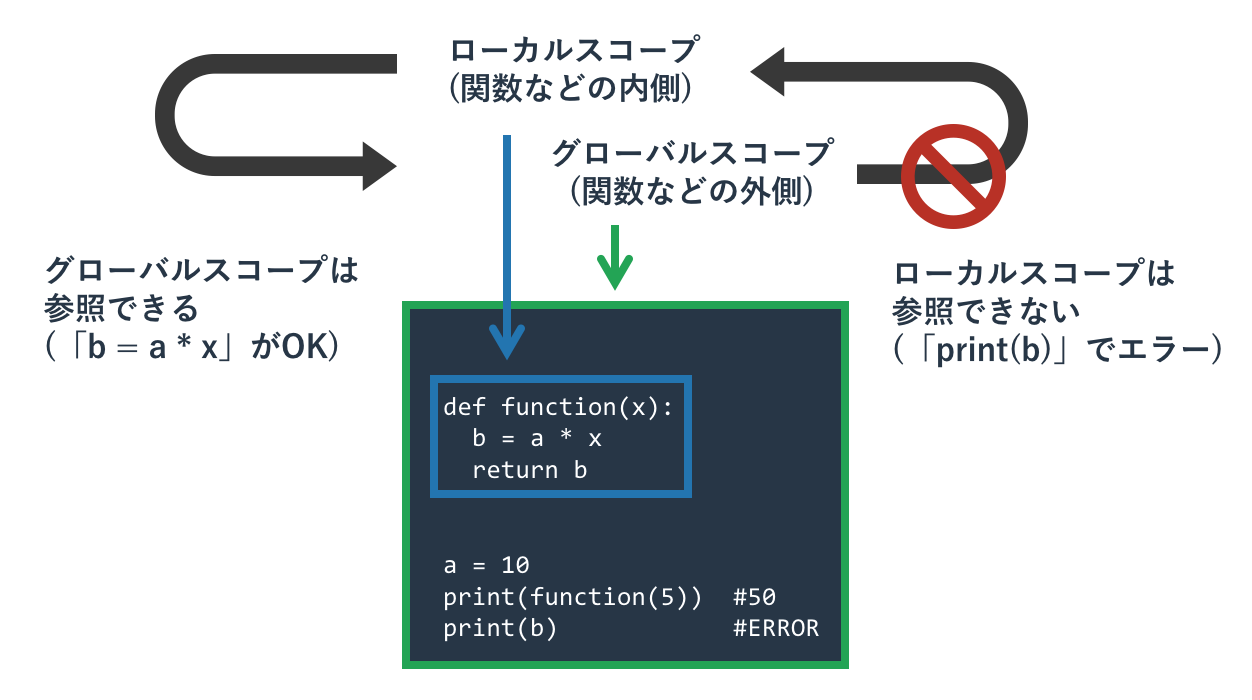 ローカルスコープ
(関数などの内側)
グローバルスコープ
(関数などの外側)
グローバルスコープは
参照できる
(「b = a * x」がOK)
ローカルスコープは
参照できない
(「print(b)」でエラー)
def function(x):
  b = a * x
  return b
a = 10
print(function(5))  #50
print(b)            #ERROR